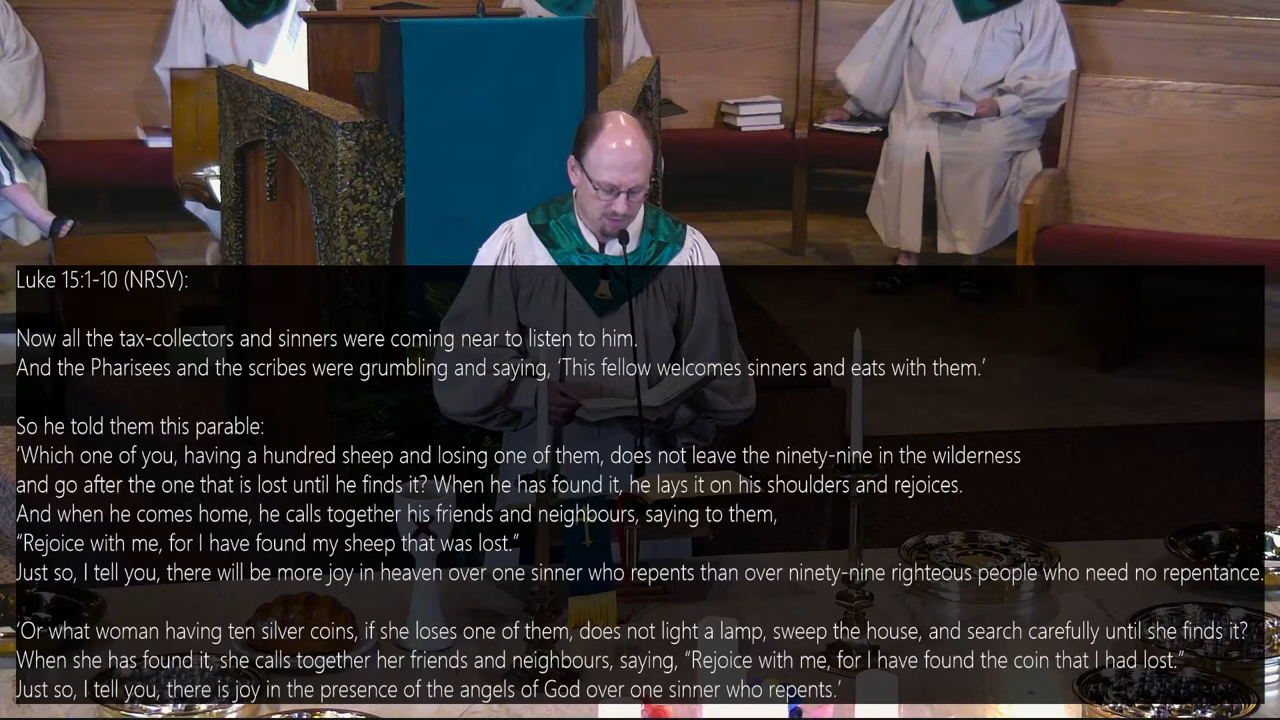 Luke 15:1-10 (NRSV):
Now all the tax-collectors and sinners were coming near to listen to him.
And the Pharisees and the scribes were grumbling and saying, ‘This fellow welcomes sinners and eats with them.’
So he told them this parable:
‘Which one of you, having a hundred sheep and losing one of them, does not leave the ninety-nine in the wilderness
and go after the one that is lost until he finds it? When he has found it, he lays it on his shoulders and rejoices.
And when he comes home, he calls together his friends and neighbours, saying to them,
“Rejoice with me, for I have found my sheep that was lost.”
Just so, I tell you, there will be more joy in heaven over one sinner who repents than over ninety-nine righteous people who need no repentance.
‘Or what woman having ten silver coins, if she loses one of them, does not light a lamp, sweep the house, and search carefully until she finds it?
When she has found it, she calls together her friends and neighbours, saying, “Rejoice with me, for I have found the coin that I had lost.”
Just so, I tell you, there is joy in the presence of the angels of God over one sinner who repents.’